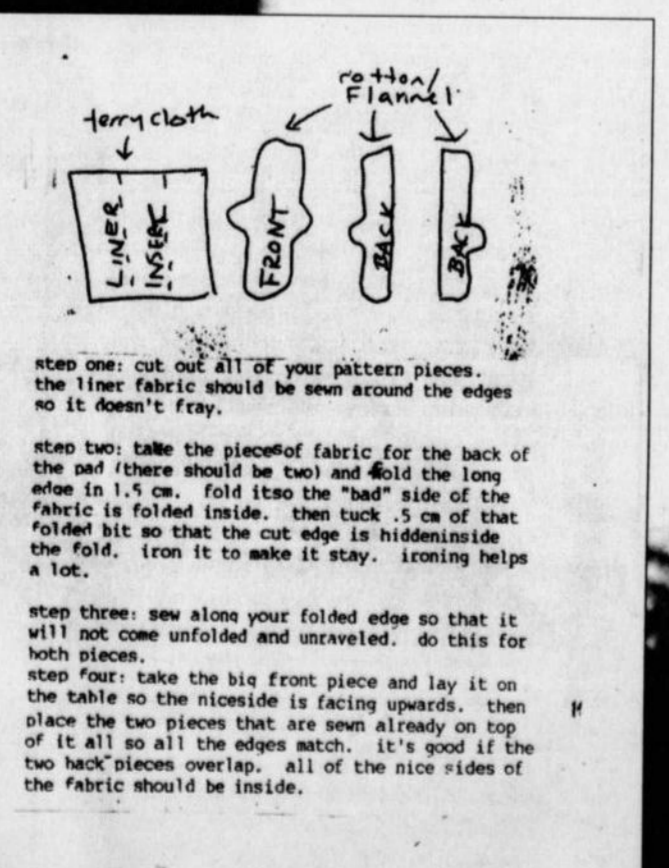 cotton/
Flannel
terrycloth
LINER
INSERT
FRONT
BACK
BACK
step one: cut out all of your pattern pieces.
the liner fabric should be sewn around the edges
so it doesn't fray.
step two: take the piecesof fabric for the back of
the pad (there should be two) and fold the long
edge in 1.5 cm. fold itso the "bad" side of the
fabric is folded inside. then tuck .5 cm of that
folded bit so that the cut edge is hiddeninside
the fold. iron it to make it stay. ironing helps
a lot.
step three: sew along your folded edge so that it
will not come unfolded and unraveled. do this for
both pieces.
step four: take the big front piece and lay it on
the table so the niceside is facing upwards. then
place the two pieces that are sewn already on top
of it all so all the edges match. it's good if the
two back pieces overlap. all of the nice sides of
the fabric should be inside.